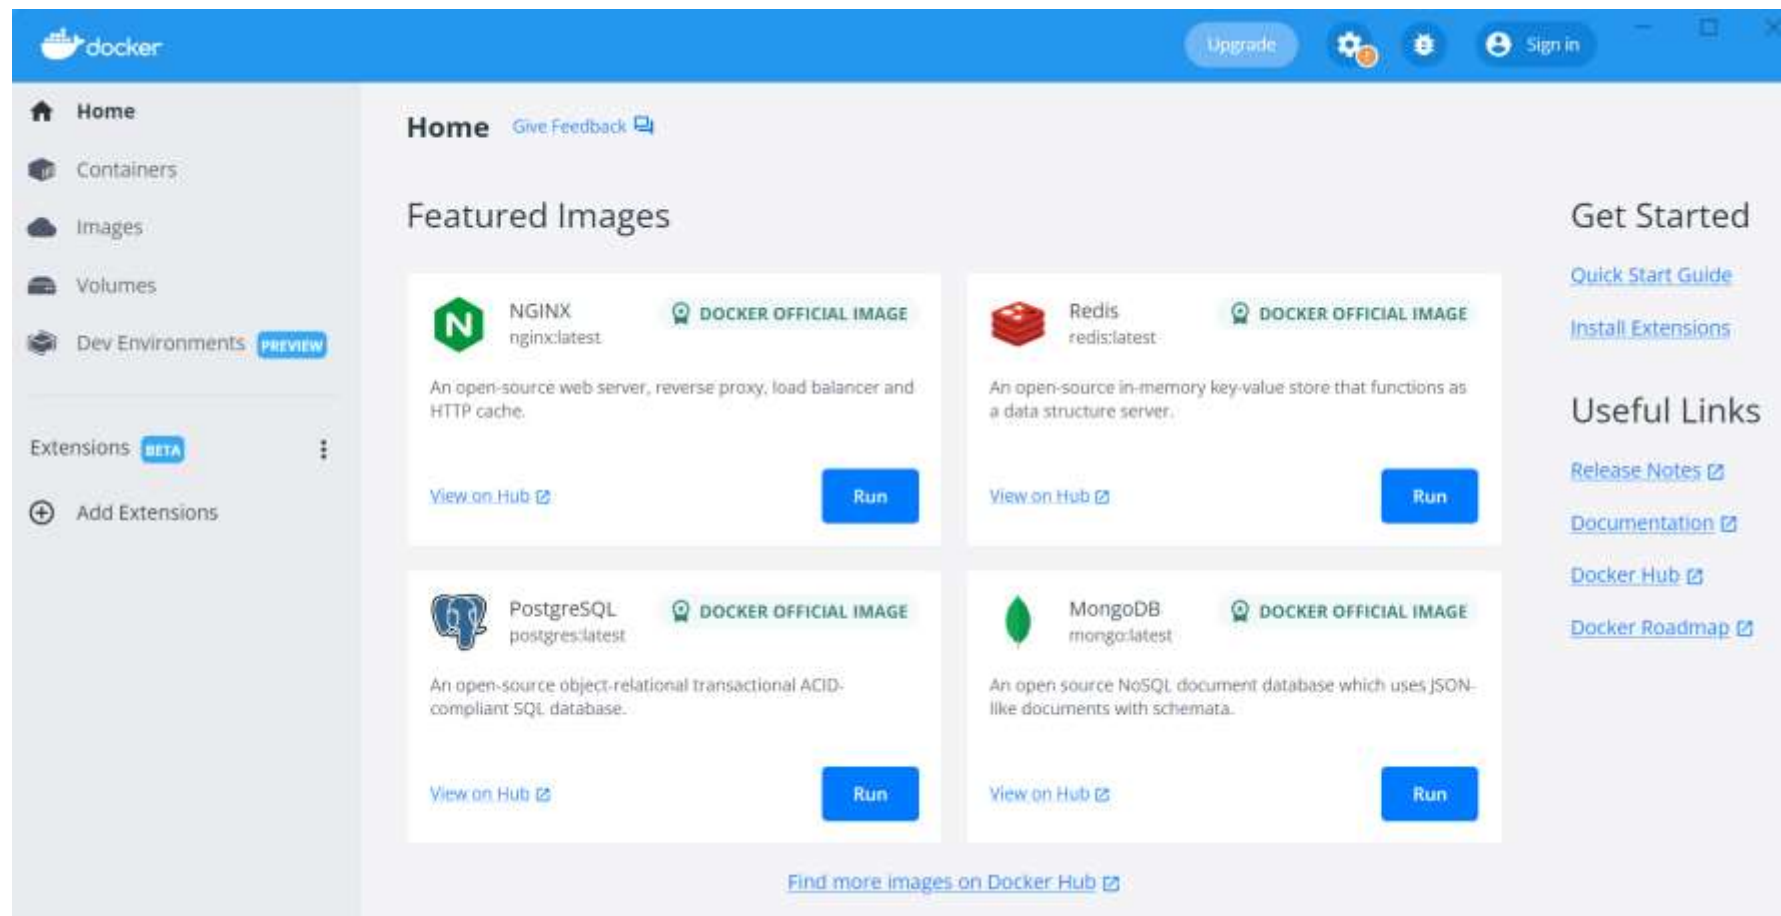 docker
Upgrade
Sign in
Home
Containers
Images
Volumes
Dev Environments PREVIEW
Extensions BETA
Add Extensions
Home Give Feedback
Featured Images
NGINX
nginx:latest
DOCKER OFFICIAL IMAGE
An open-source web server, reverse proxy, load balancer and
HTTP cache.
View on Hub
Run
Redis
redis:latest
DOCKER OFFICIAL IMAGE
An open-source in-memory key-value store that functions as
a data structure server.
View on Hub
Run
PostgreSQL
postgres:latest
DOCKER OFFICIAL IMAGE
An open-source object-relational transactional ACID-
compliant SQL database.
View on Hub
Run
MongoDB
mongo:latest
DOCKER OFFICIAL IMAGE
An open source NoSQL document database which uses JSON-
like documents with schemata.
View on Hub
Run
Find more images on Docker Hub
Get Started
Quick Start Guide
Install Extensions
Useful Links
Release Notes
Documentation
Docker Hub
Docker Roadmap